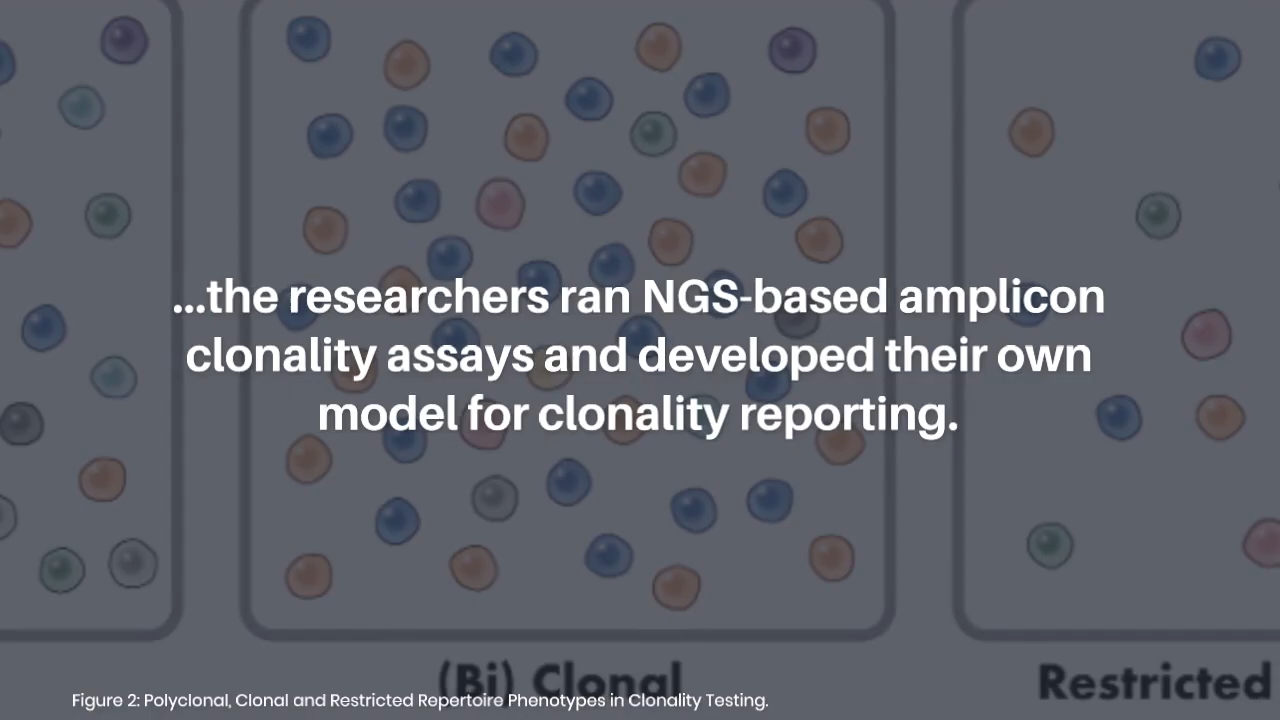 ...the researchers ran NGS-based amplicon
clonality assays and developed their own
model for clonality reporting.
(Bi) Clonal
Restricted
Figure 2: Polyclonal, Clonal and Restricted Repertoire Phenotypes in Clonality Testing.